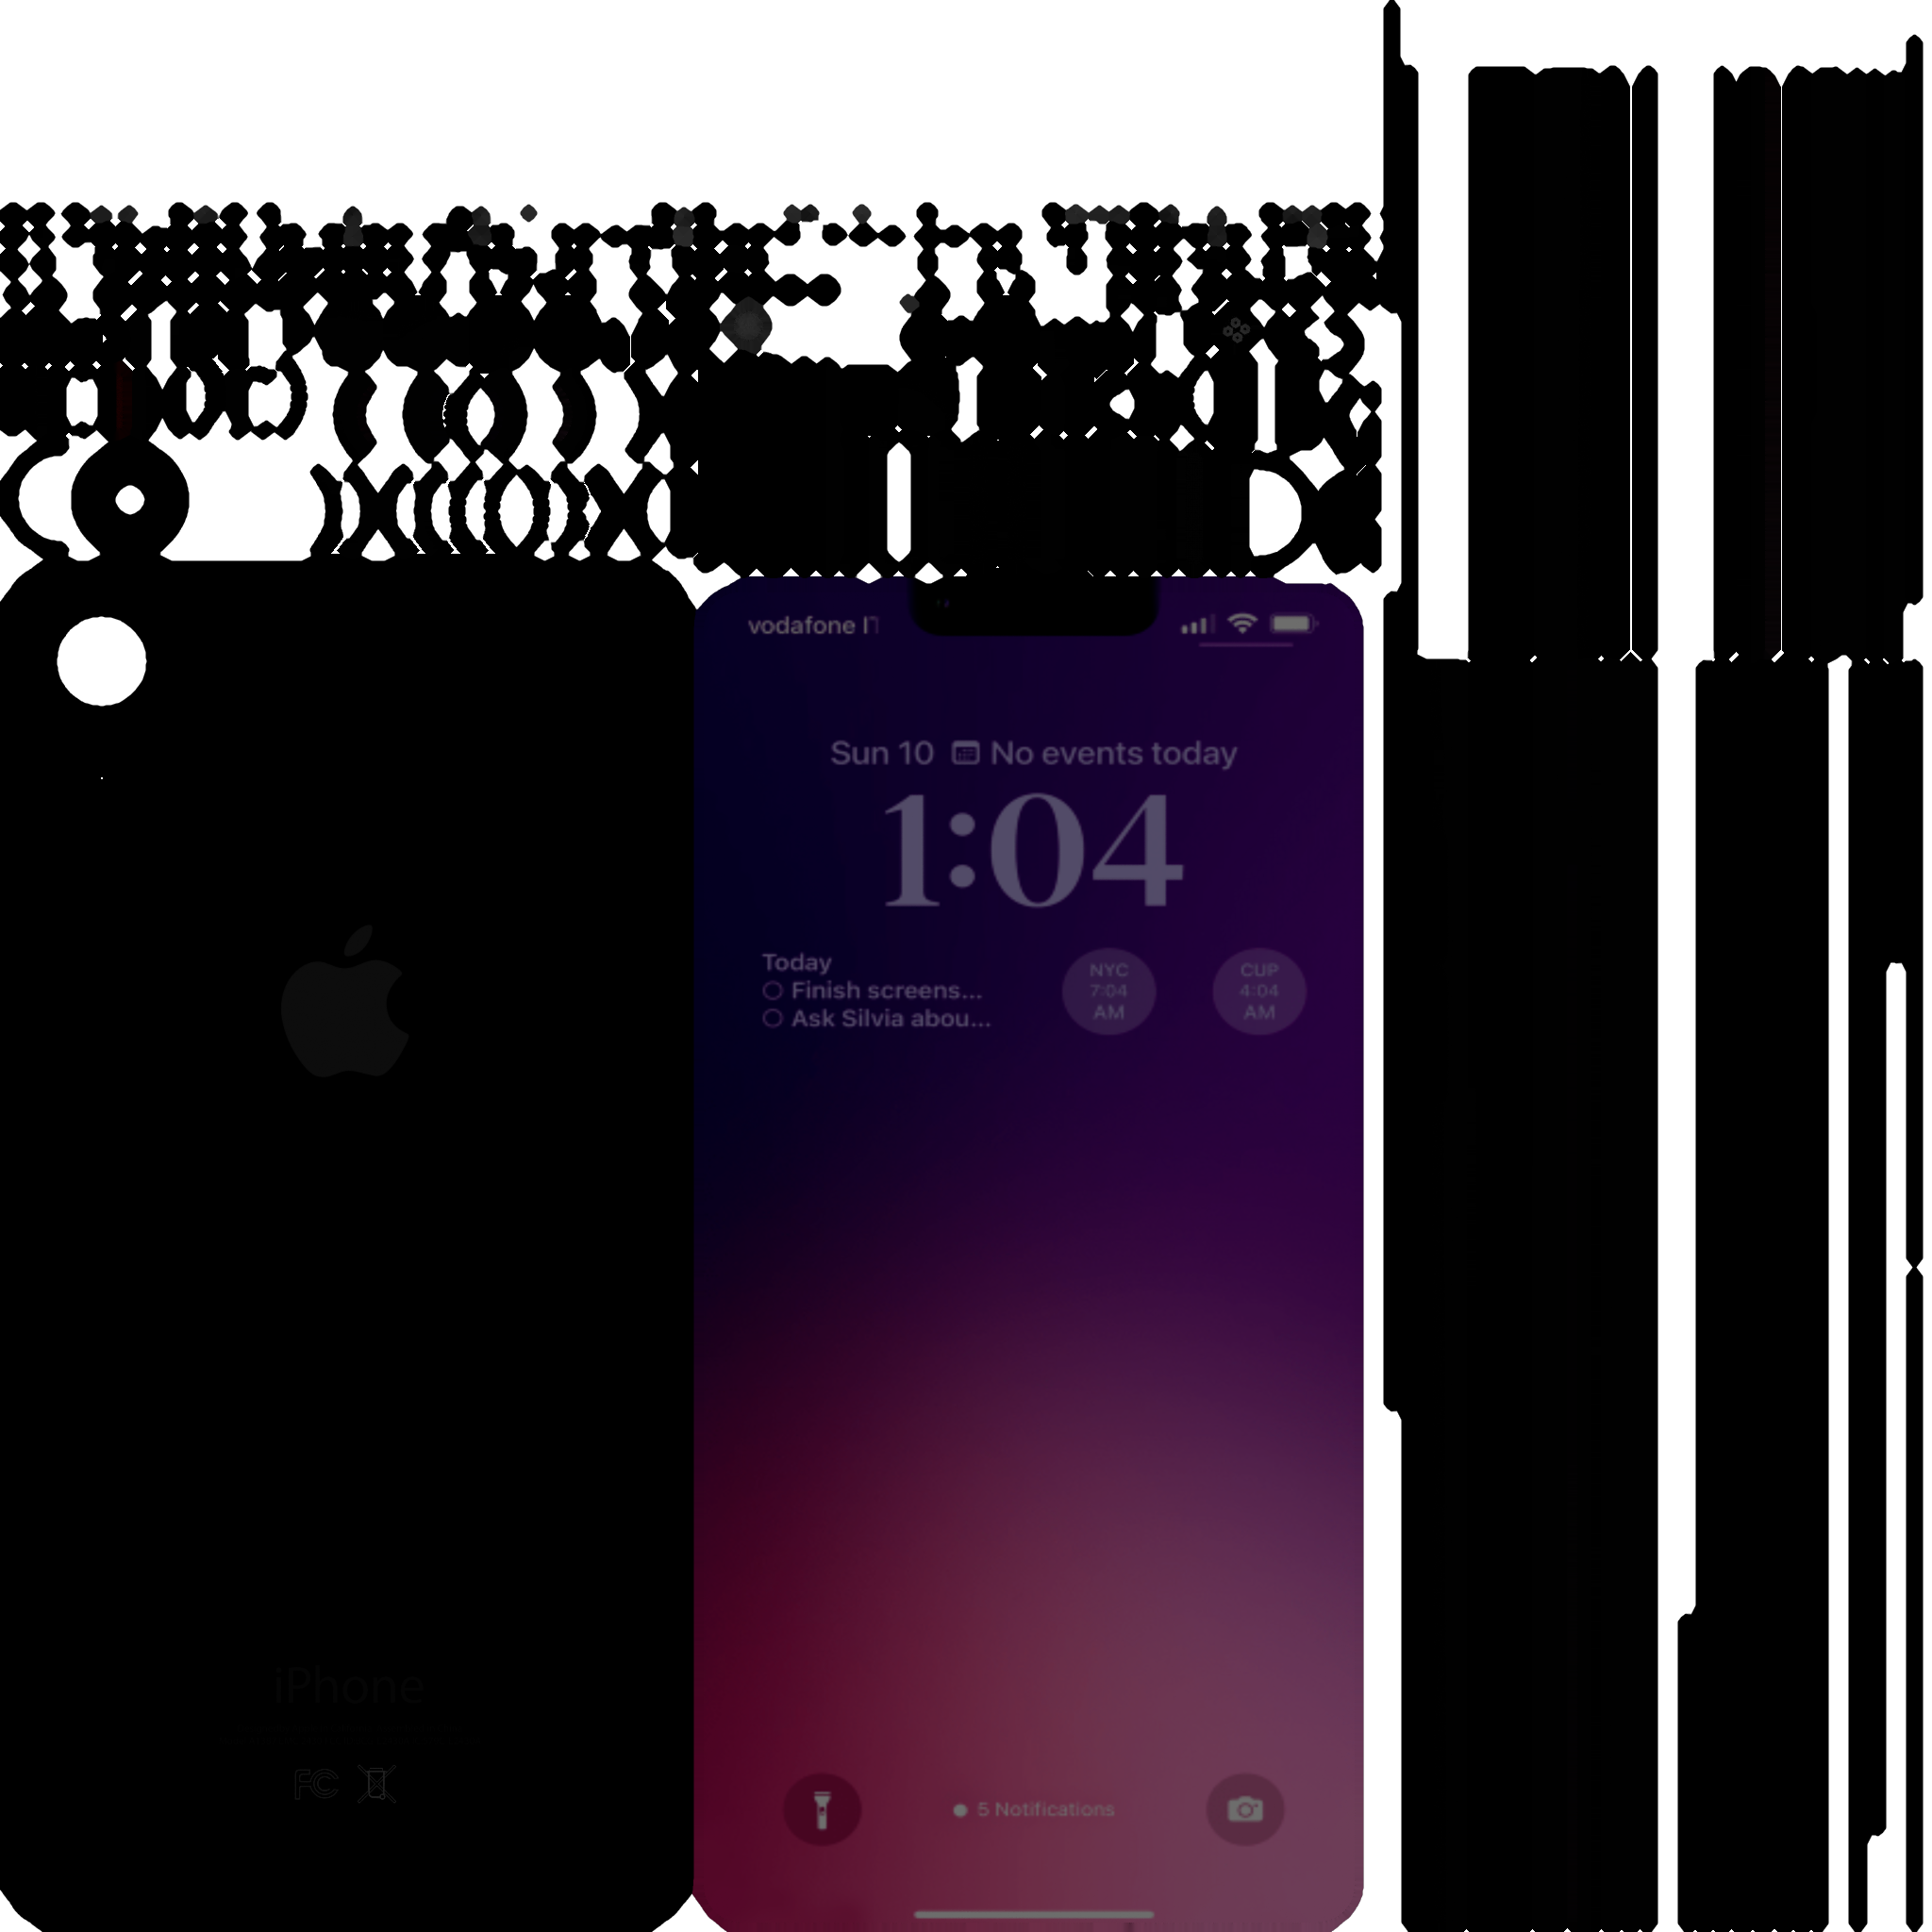 vodafone
Sun 10 No events today
1:04
Today
Finish screens...
Ask Silvia abou...
NYC
7:04
AM
CUP
4:04
AM
iPhone
FC
5 Notifications